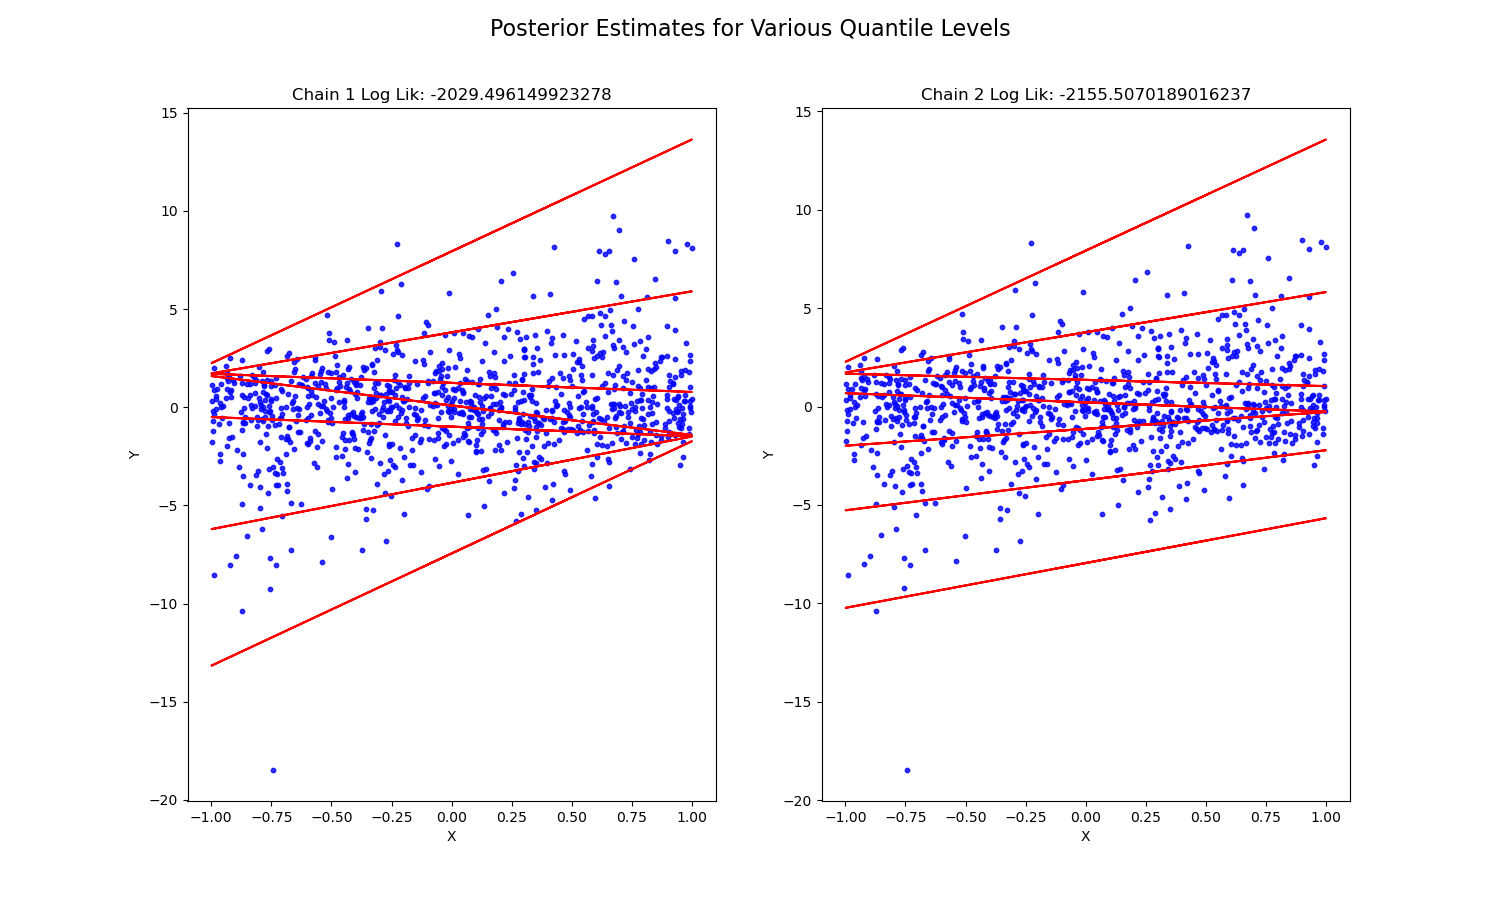 Posterior Estimates for Various Quantile Levels
Chain 1 Log Lik: -2029.496149923278
15
10
5
0
−5
−10
−15
−20
Y
−1.00 −0.75 −0.50 −0.25 0.00 0.25 0.50 0.75 1.00
X
Chain 2 Log Lik: -2155.5070189016237
15
10
5
0
−5
−10
−15
−20
Y
−1.00 −0.75 −0.50 −0.25 0.00 0.25 0.50 0.75 1.00
X